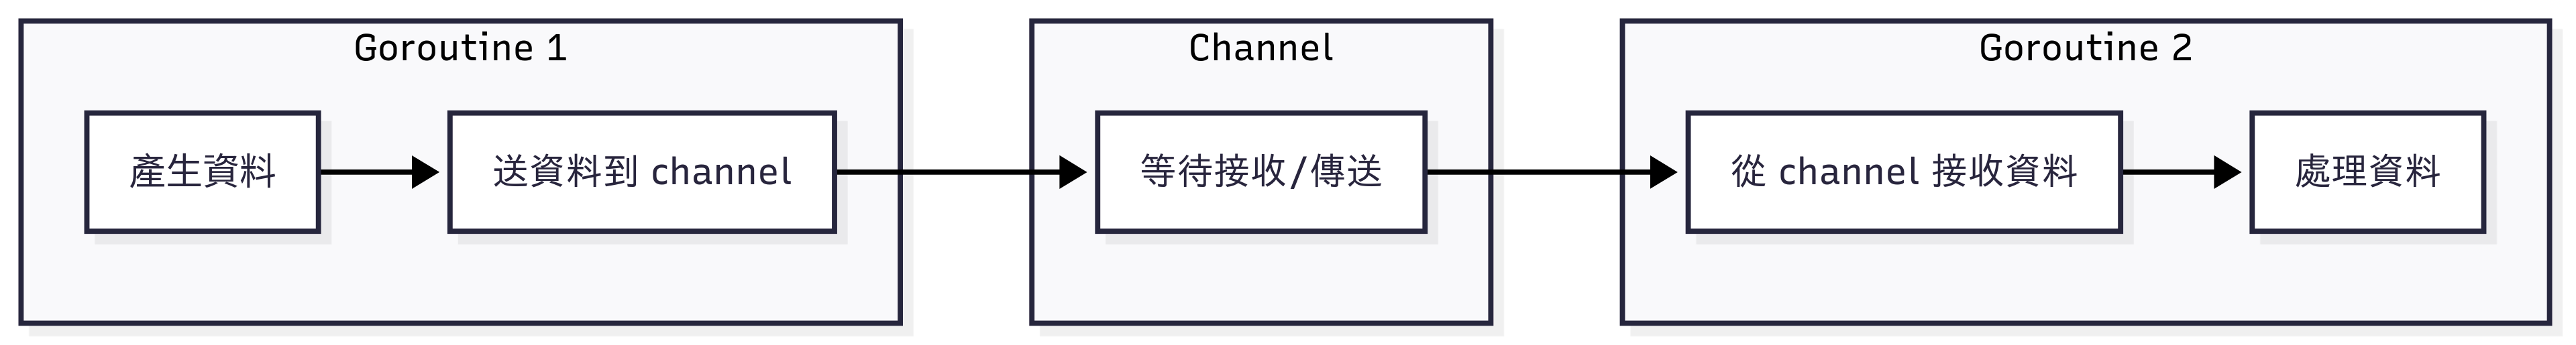 Goroutine 1
產生資料
送資料到 channel
Channel
等待接收/傳送
Goroutine 2
從 channel 接收資料
處理資料